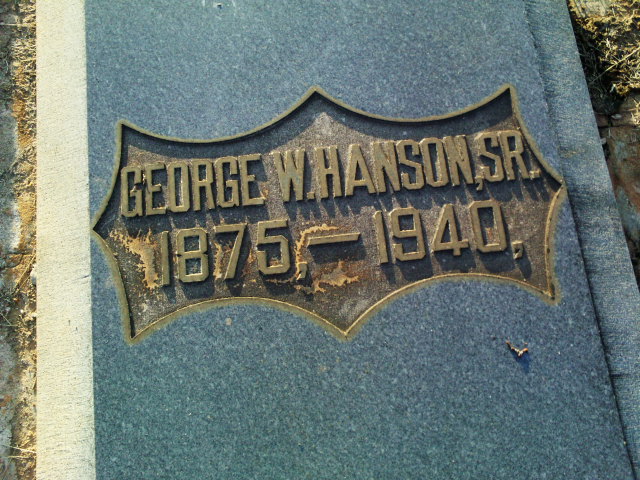 GEORGE W. HANSON, SR.
1875, — 1940,